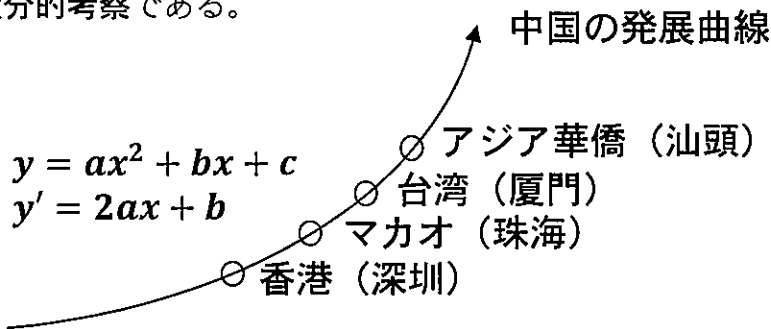 分的考察である。
中国の発展曲線
アジア華僑（汕頭）
y = ax² + bx + c
台湾（厦門）
y′ = 2ax + b
マカオ（珠海）
香港（深圳）